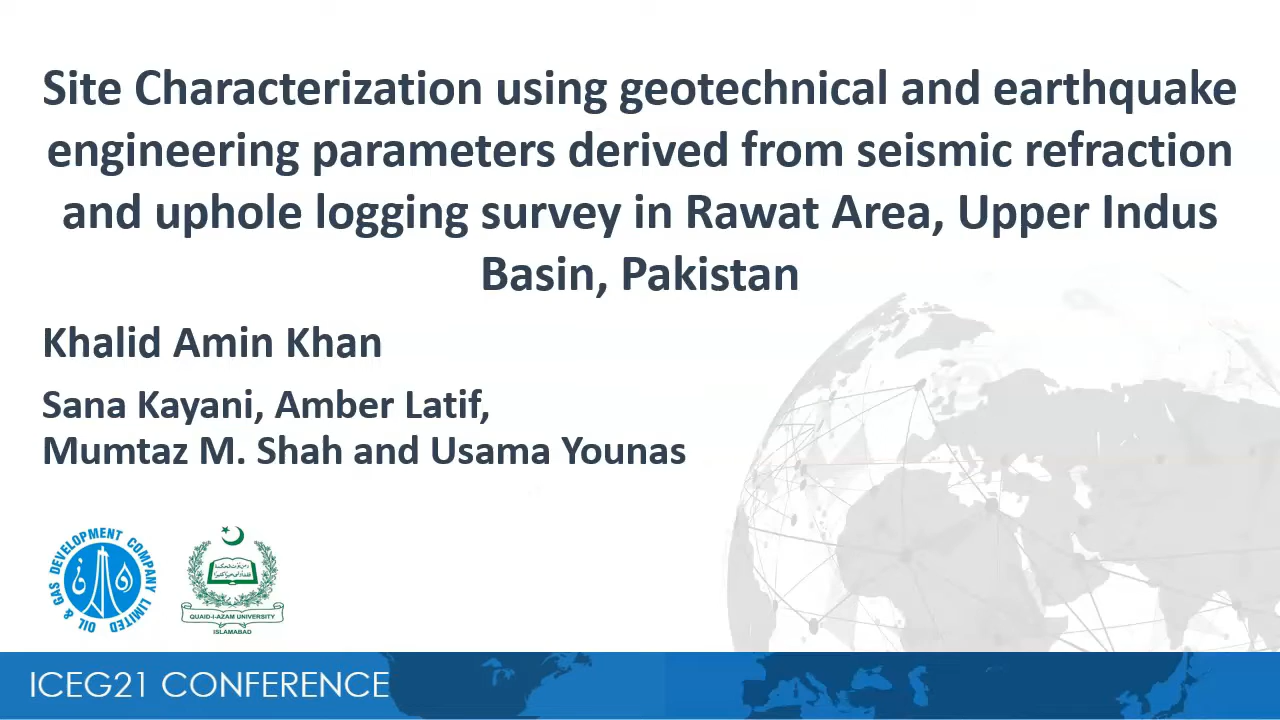 Site Characterization using geotechnical and earthquake
engineering parameters derived from seismic refraction
and uphole logging survey in Rawat Area, Upper Indus
Basin, Pakistan
Khalid Amin Khan
Sana Kayani, Amber Latif,
Mumtaz M. Shah and Usama Younas
OIL & GAS DEVELOPMENT COMPANY LIMITED
QUAID-I-AZAM UNIVERSITY
ISLAMABAD
ICEG21 CONFERENCE